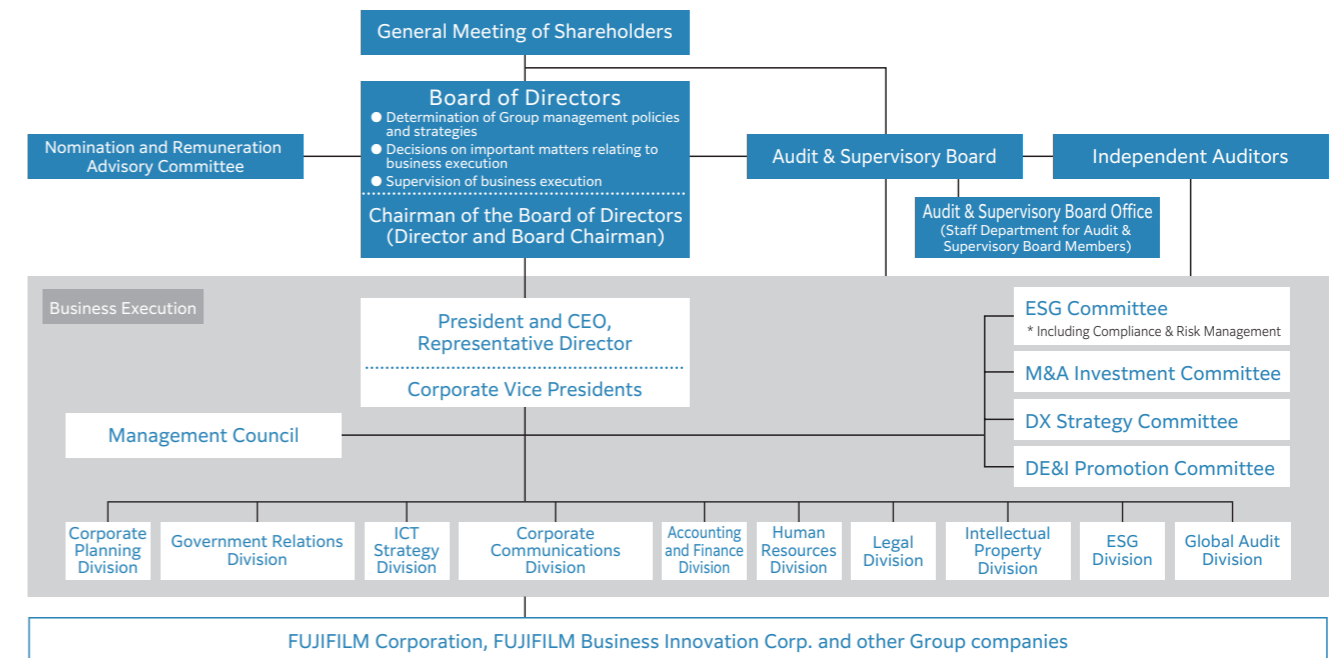 General Meeting of Shareholders
Board of Directors
● Determination of Group management policies
and strategies
● Decisions on important matters relating to
business execution
● Supervision of business execution
Chairman of the Board of Directors
(Director and Board Chairman)
Nomination and Remuneration
Advisory Committee
Audit & Supervisory Board
Independent Auditors
Audit & Supervisory Board Office
(Staff Department for Audit &
Supervisory Board Members)
Business Execution
President and CEO,
Representative Director
Corporate Vice Presidents
ESG Committee
* Including Compliance & Risk Management
M&A Investment Committee
DX Strategy Committee
DE&I Promotion Committee
Management Council
Corporate
Planning
Division
Government Relations
Division
ICT
Strategy
Division
Corporate
Communications
Division
Accounting
and Finance
Division
Human
Resources
Division
Legal
Division
Intellectual
Property
Division
ESG
Division
Global Audit
Division
FUJIFILM Corporation, FUJIFILM Business Innovation Corp. and other Group companies